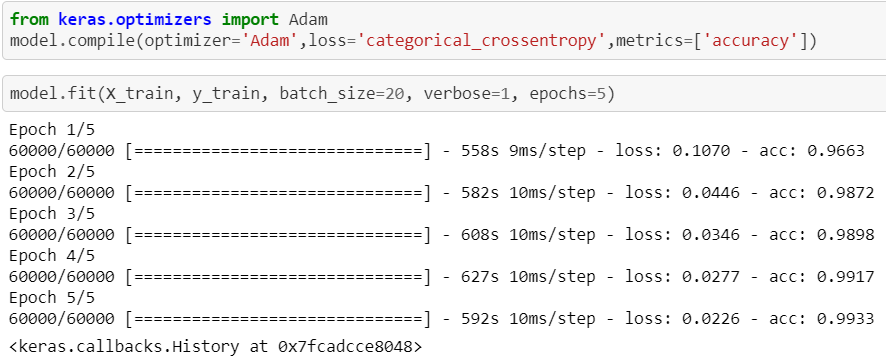 from keras.optimizers import Adam
model.compile(optimizer='Adam',loss='categorical_crossentropy',metrics=['accuracy'])
model.fit(X_train, y_train, batch_size=20, verbose=1, epochs=5)
Epoch 1/5
60000/60000 [==============================] - 558s 9ms/step - loss: 0.1070 - acc: 0.9663
Epoch 2/5
60000/60000 [==============================] - 582s 10ms/step - loss: 0.0446 - acc: 0.9872
Epoch 3/5
60000/60000 [==============================] - 608s 10ms/step - loss: 0.0346 - acc: 0.9898
Epoch 4/5
60000/60000 [==============================] - 627s 10ms/step - loss: 0.0277 - acc: 0.9917
Epoch 5/5
60000/60000 [==============================] - 592s 10ms/step - loss: 0.0226 - acc: 0.9933
<keras.callbacks.History at 0x7fcadcce8048>